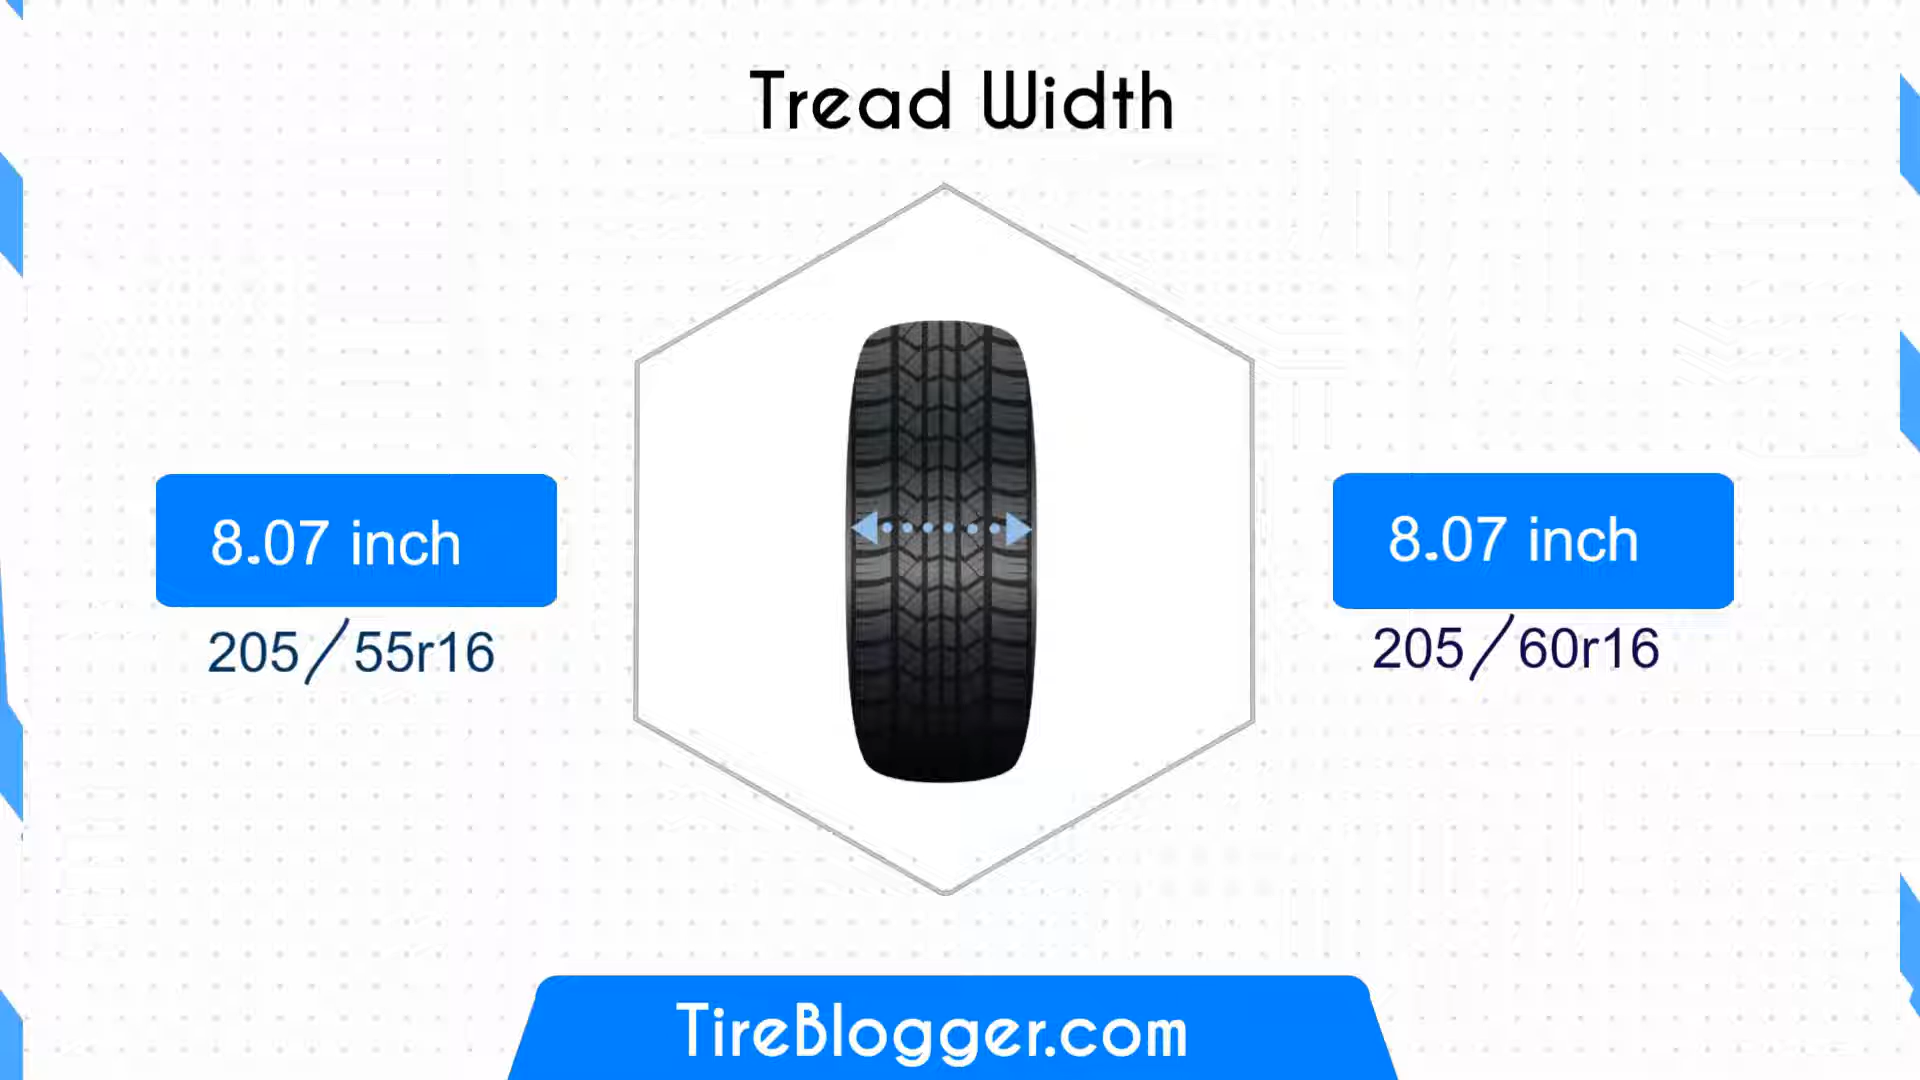 Tread Width
8.07 inch
205/55r16
8.07 inch
205/60r16
TireBlogger.com